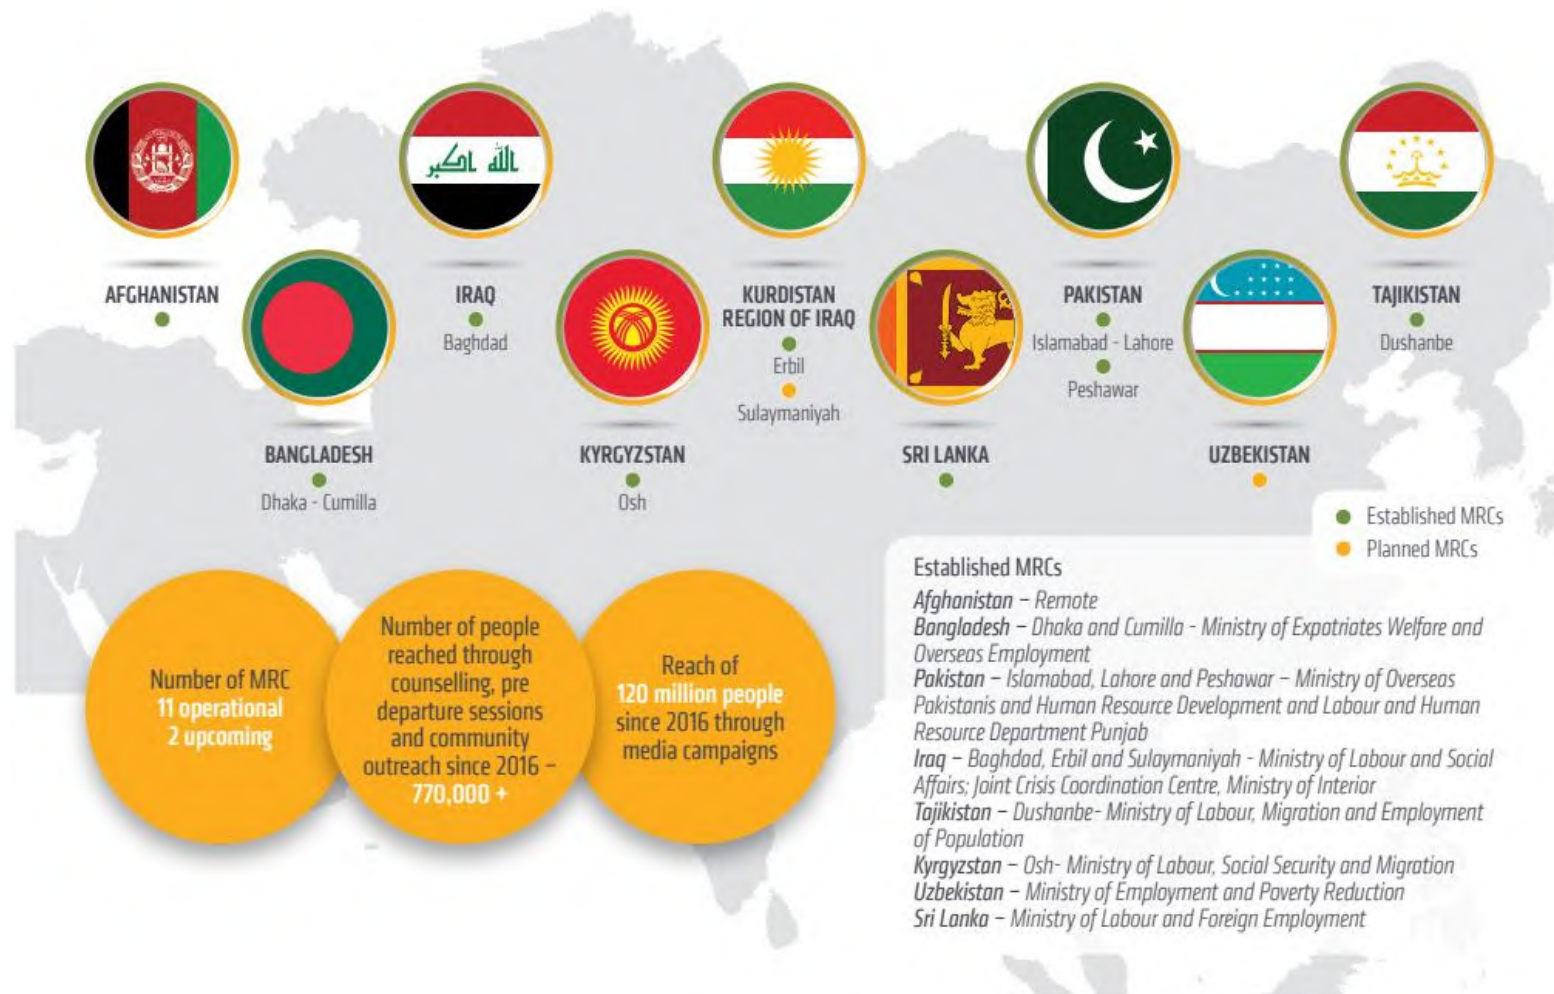 الله اكبر
AFGHANISTAN
IRAQ
Baghdad
KURDISTAN
REGION OF IRAQ
Erbil
Sulaymaniyah
PAKISTAN
Islamabad - Lahore
Peshawar
TAJIKISTAN
Dushanbe
BANGLADESH
Dhaka - Cumilla
KYRGYZSTAN
Osh
SRI LANKA
UZBEKISTAN
Established MRCs
Planned MRCs
Number of MRC
11 operational
2 upcoming
Number of people
reached through
counselling, pre
departure sessions
and community
outreach since 2016 –
770,000 +
Reach of
120 million people
since 2016 through
media campaigns
Established MRCs
Afghanistan – Remote
Bangladesh – Dhaka and Cumilla - Ministry of Expatriates Welfare and
Overseas Employment
Pakistan – Islamabad, Lahore and Peshawar – Ministry of Overseas
Pakistanis and Human Resource Development and Labour and Human
Resource Department Punjab
Iraq – Baghdad, Erbil and Sulaymaniyah - Ministry of Labour and Social
Affairs; Joint Crisis Coordination Centre, Ministry of Interior
Tajikistan – Dushanbe- Ministry of Labour, Migration and Employment
of Population
Kyrgyzstan – Osh- Ministry of Labour, Social Security and Migration
Uzbekistan – Ministry of Employment and Poverty Reduction
Sri Lanka – Ministry of Labour and Foreign Employment